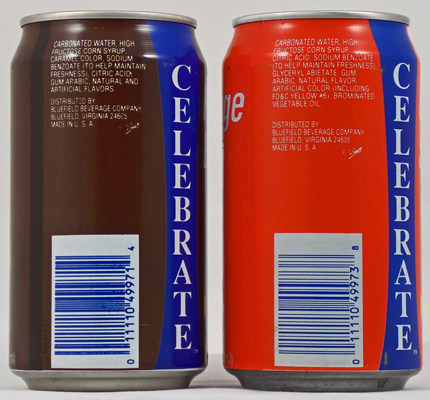 CARBONATED WATER, HIGH
FRUCTOSE CORN SYRUP,
CARAMEL COLOR, SODIUM
BENZOATE (TO HELP MAINTAIN
FRESHNESS), CITRIC ACID,
GUM ARABIC, NATURAL AND
ARTIFICIAL FLAVORS
DISTRIBUTED BY
BLUEFIELD BEVERAGE COMPANY
BLUEFIELD, VIRGINIA 24605
MADE IN U.S.A.
CELEBRATE
0 11110 49971 4
CARBONATED WATER, HIGH
FRUCTOSE CORN SYRUP,
CITRIC ACID, SODIUM BENZOATE
(TO HELP MAINTAIN FRESHNESS),
GLYCERYL ABIETATE, GUM
ARABIC, NATURAL FLAVOR,
ARTIFICIAL COLOR (INCLUDING
FD&C YELLOW #6), BROMINATED
VEGETABLE OIL
ge
DISTRIBUTED BY
BLUEFIELD BEVERAGE COMPANY
BLUEFIELD, VIRGINIA 24605
MADE IN U.S.A.
CELEBRATE
TM
0 11110 49973 8